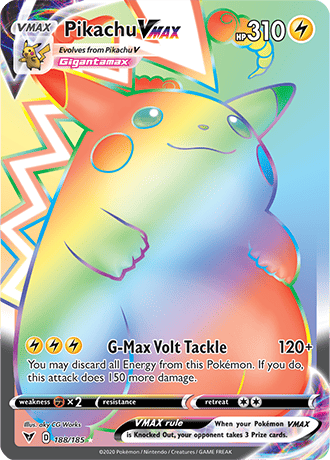 VMAX Pikachu VMAX HP 310
Evolves from Pikachu V
Gigantamax
G-Max Volt Tackle 120+
You may discard all Energy from this Pokémon. If you do,
this attack does 150 more damage.
weakness ×2 resistance retreat
Illus. aky CG Works
VMAX rule When your Pokémon VMAX
is Knocked Out, your opponent takes 3 Prize cards.
D 188/185
©2020 Pokémon / Nintendo / Creatures / GAME FREAK